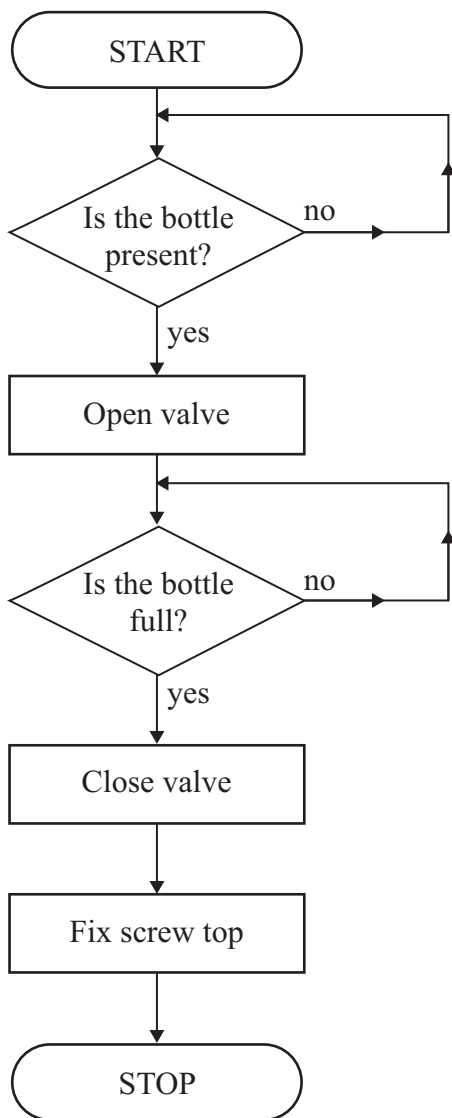 START
Is the bottle
present?
no
yes
Open valve
Is the bottle
full?
no
yes
Close valve
Fix screw top
STOP